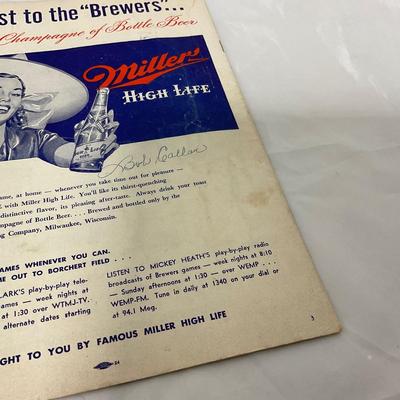 st to the "Brewers"...
Champagne of Bottle Beer
Miller
HIGH LIFE
Bob
ame, at home — whenever you take time out for pleasure —
E with Miller High Life. You'll like its thirst-quenching
distinctive flavor, its pleasing after-taste. Always drink your toast
mpagne of Bottle Beer. . . . Brewed and bottled only by the
ng Company, Milwaukee, Wisconsin.
AMES WHENEVER YOU CAN.
ME OUT TO BORCHERT FIELD . . .
LARK'S play-by-play tele-
ames — week nights at
at 1:30 over WTMJ-TV.
alternate dates starting
LISTEN TO MICKEY HEATH'S play-by-play radio
broadcasts of Brewers games — week nights at 8:10
— Sunday afternoons at 1:30 — over WEMP —
WEMP-FM. Tune in daily at 1340 on your dial or
at 94.1 Meg.
GHT TO YOU BY FAMOUS MILLER HIGH LIFE
34
3